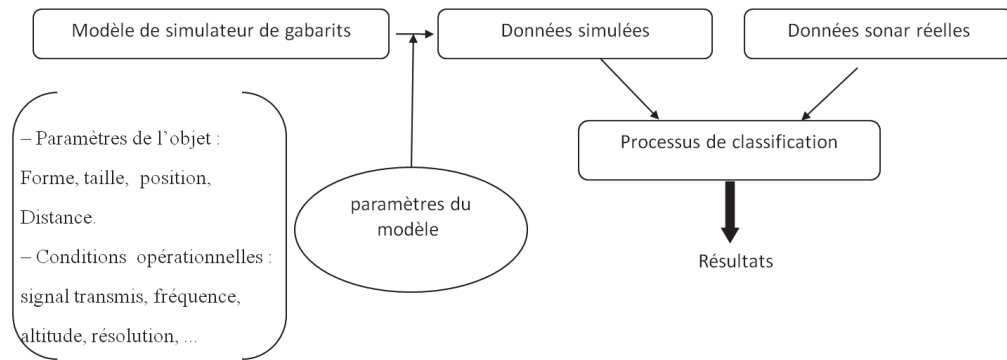 Modèle de simulateur de gabarits
Données simulées
Données sonar réelles
Processus de classification
Résultats
paramètres du
modèle
– Paramètres de l’objet :
Forme, taille, position,
Distance.
– Conditions opérationnelles :
signal transmis, fréquence,
altitude, résolution, ...